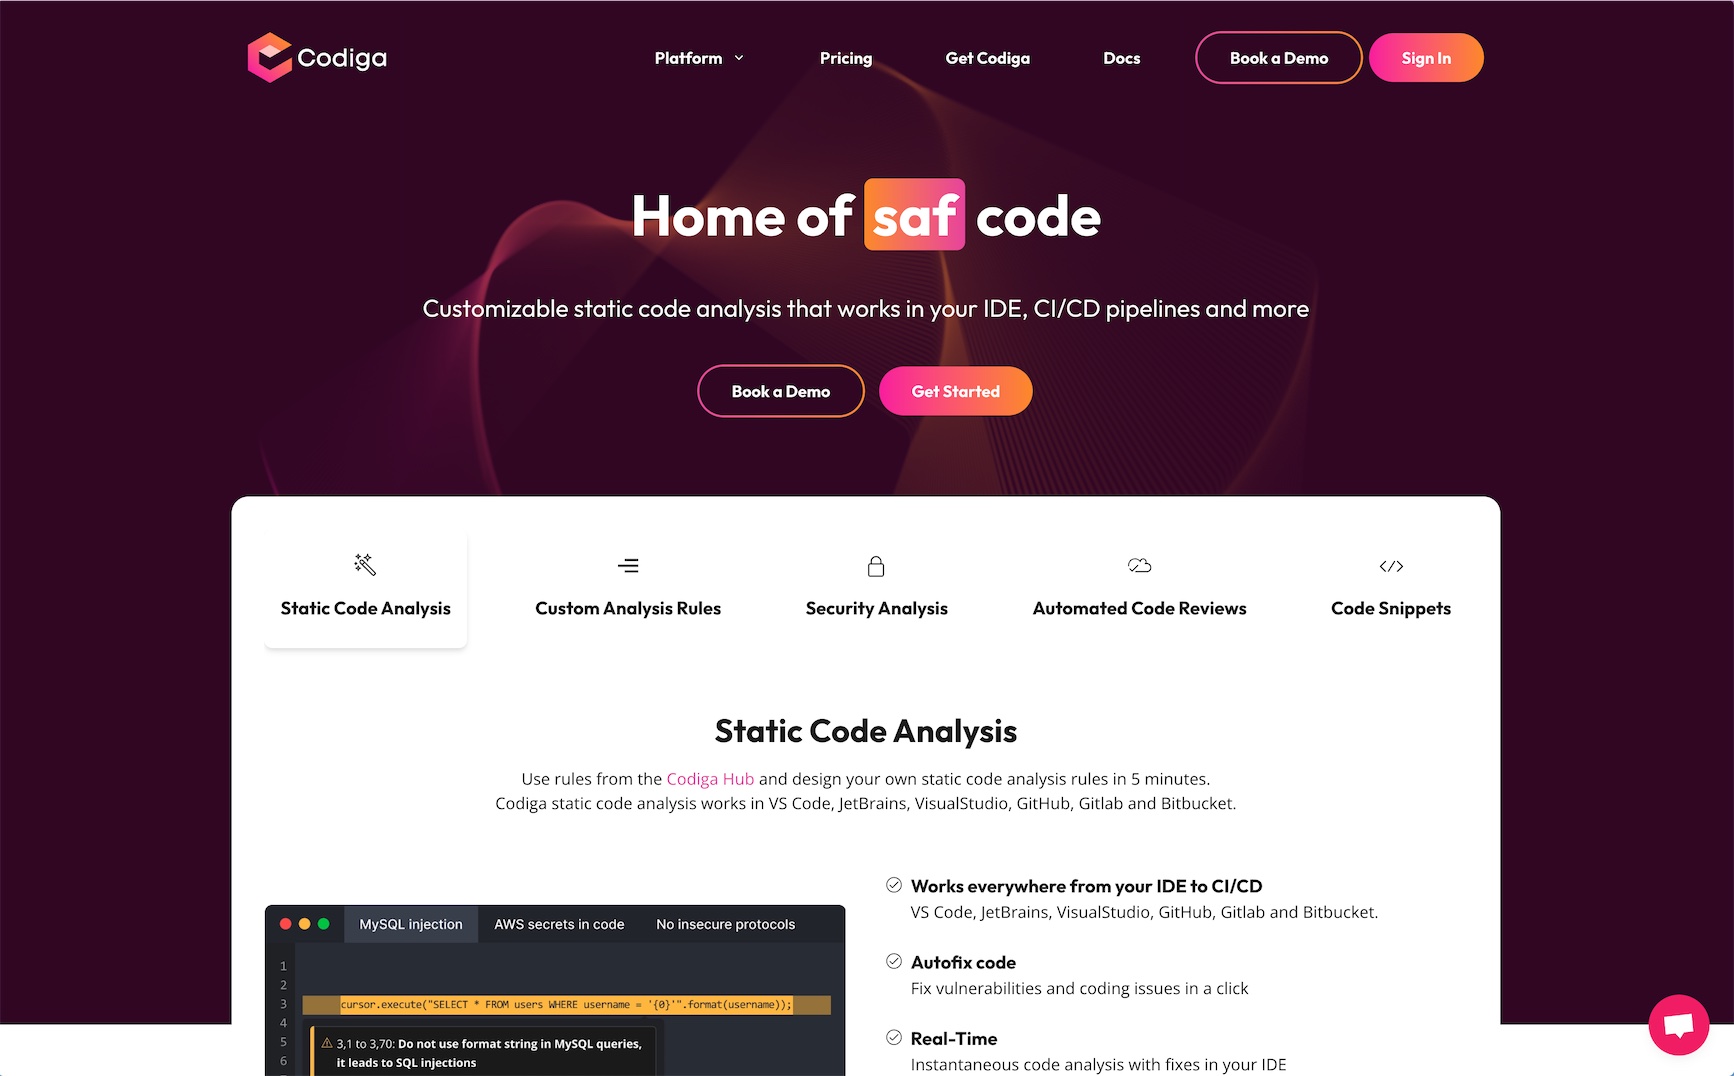 Codiga
Platform
Pricing
Get Codiga
Docs
Book a Demo
Sign In
Home of saf code
Customizable static code analysis that works in your IDE, CI/CD pipelines and more
Book a Demo
Get Started
Static Code Analysis
Custom Analysis Rules
Security Analysis
Automated Code Reviews
Code Snippets
Static Code Analysis
Use rules from the Codiga Hub and design your own static code analysis rules in 5 minutes.
Codiga static code analysis works in VS Code, JetBrains, VisualStudio, GitHub, Gitlab and Bitbucket.
MySQL injection
AWS secrets in code
No insecure protocols
1
2
3 cursor.execute("SELECT * FROM users WHERE username = '{0}'".format(username));
4
5 3,1 to 3,70: Do not use format string in MySQL queries,
6 it leads to SQL injections
Works everywhere from your IDE to CI/CD
VS Code, JetBrains, VisualStudio, GitHub, Gitlab and Bitbucket.
Autofix code
Fix vulnerabilities and coding issues in a click
Real-Time
Instantaneous code analysis with fixes in your IDE